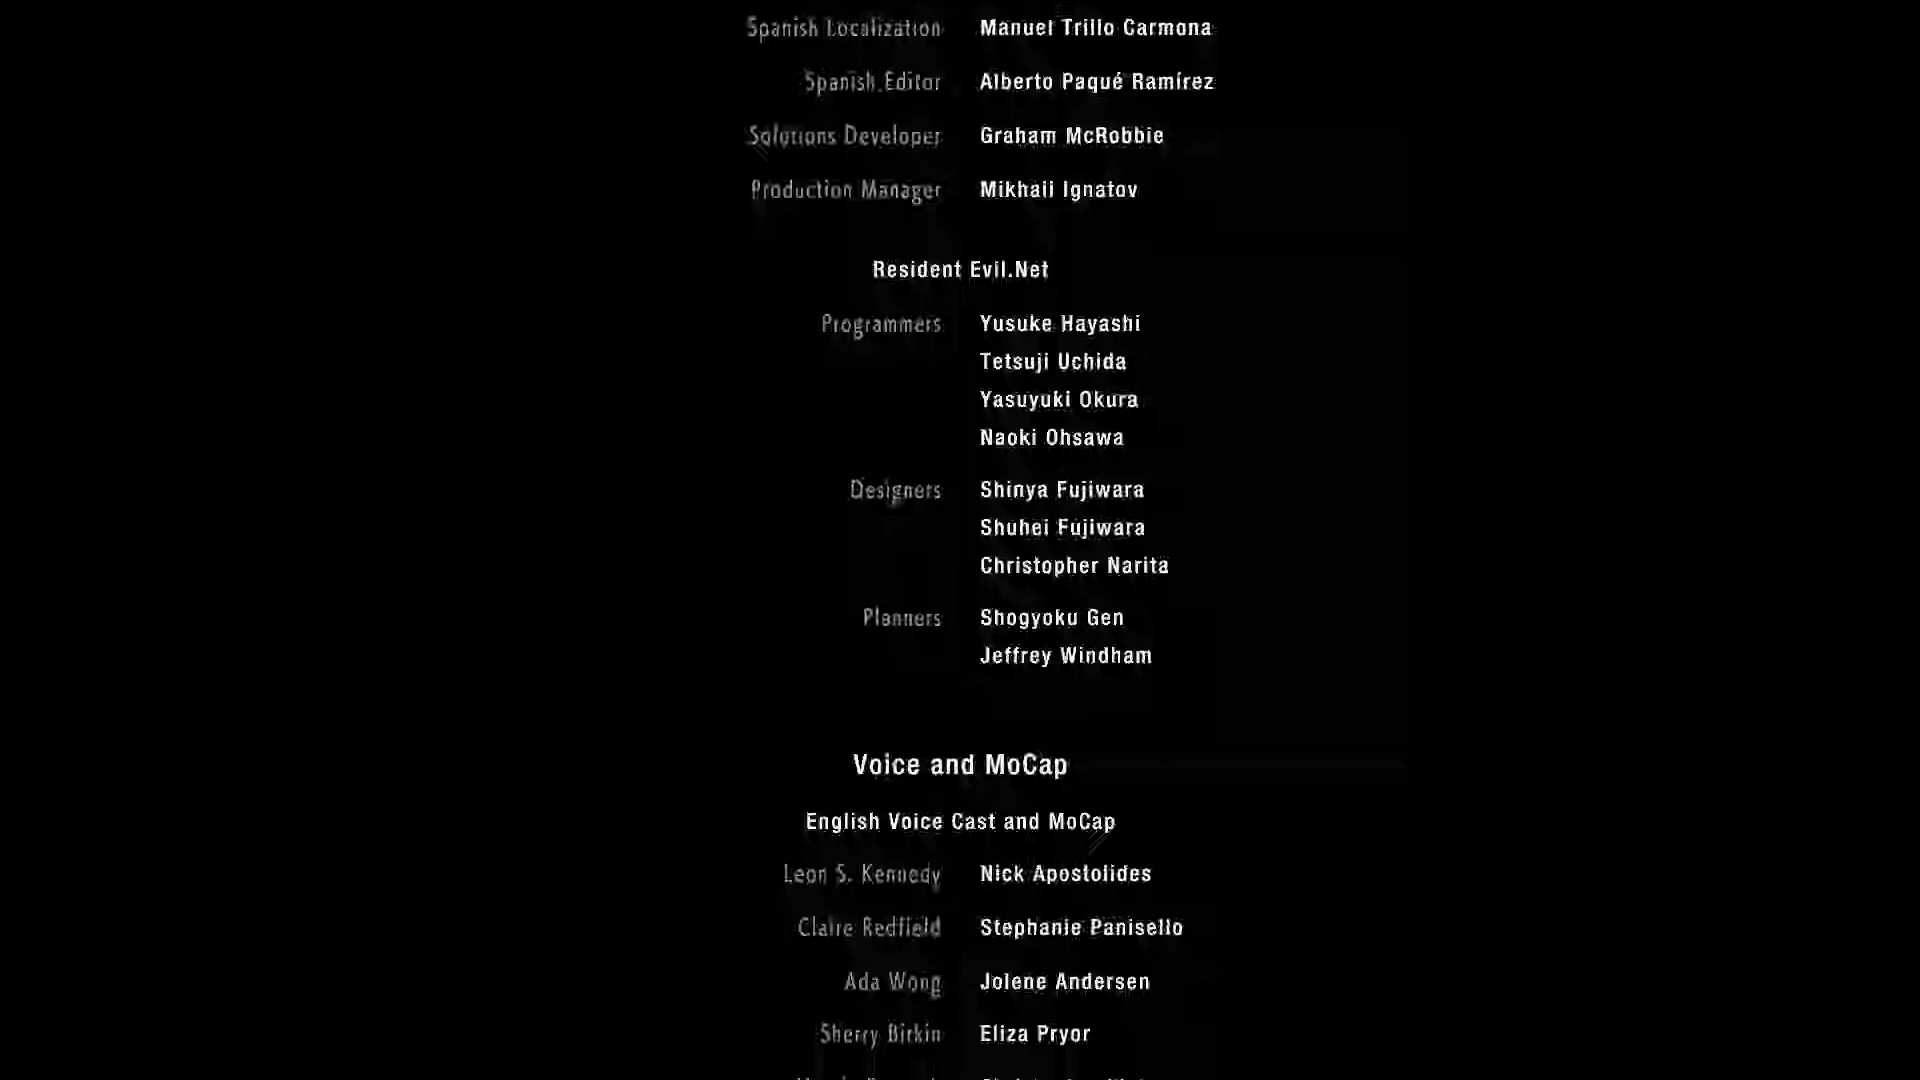 Spanish Localization Manuel Trillo Carmona
Spanish Editor Alberto Paqué Ramírez
Solutions Developer Graham McRobbie
Production Manager Mikhail Ignatov
Resident Evil.Net
Programmers Yusuke Hayashi
Tetsuji Uchida
Yasuyuki Okura
Naoki Ohsawa
Designers Shinya Fujiwara
Shuhei Fujiwara
Christopher Narita
Planners Shogyoku Gen
Jeffrey Windham
Voice and MoCap
English Voice Cast and MoCap
Leon S. Kennedy Nick Apostolides
Claire Redfield Stephanie Panisello
Ada Wong Jolene Andersen
Sherry Birkin Eliza Pryor